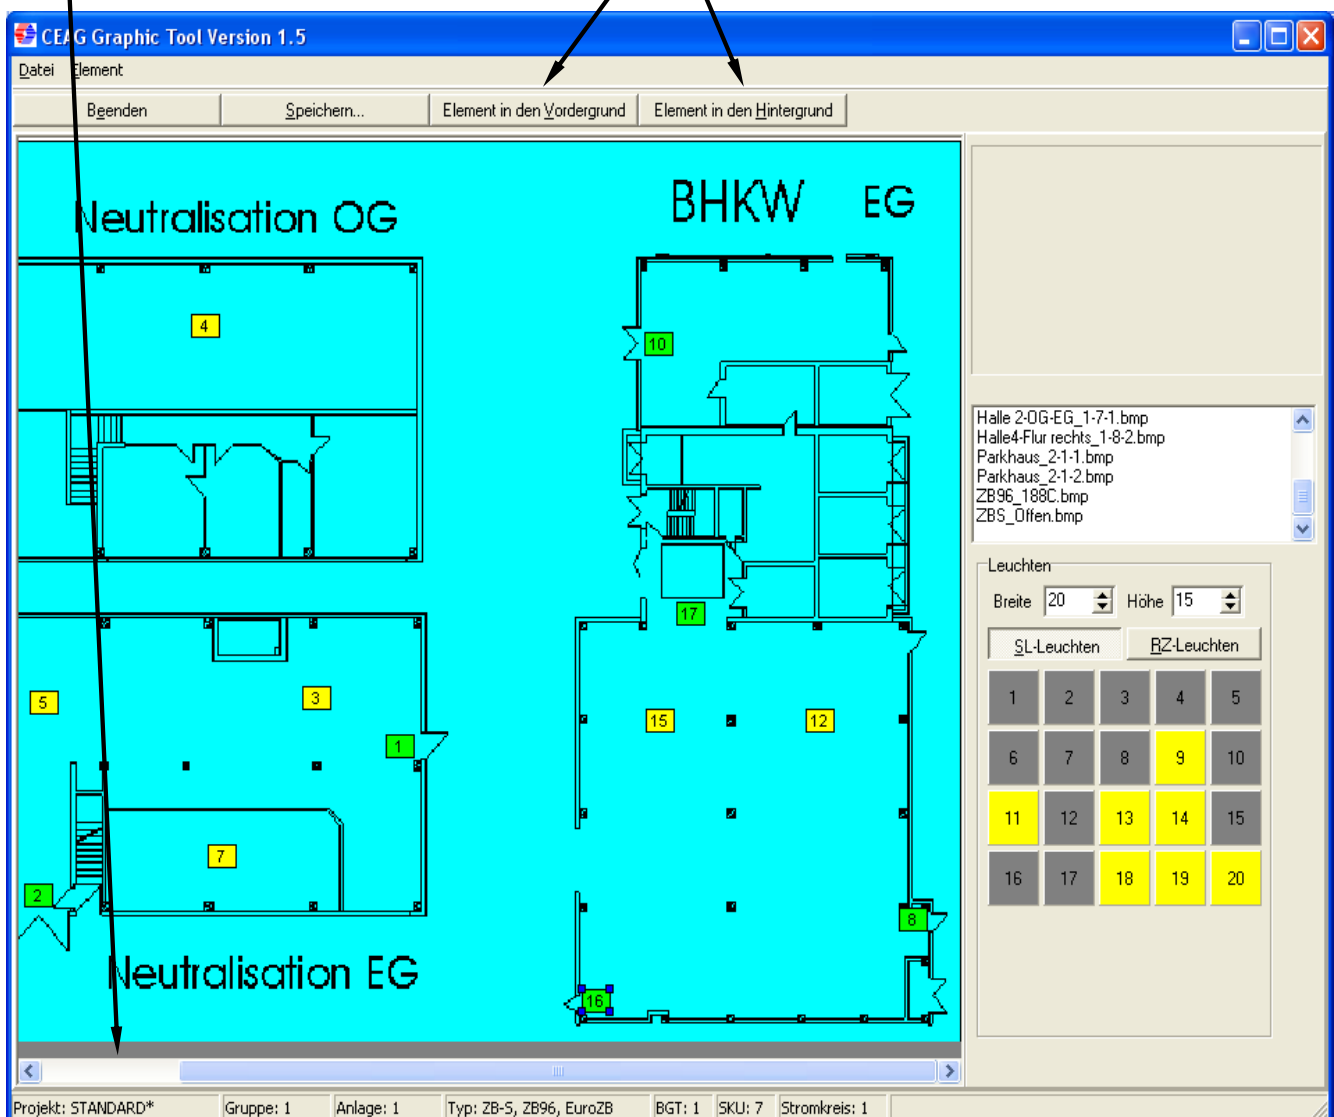 CEAG Graphic Tool Version 1.5
Datei Element
Beenden Speichern... Element in den Vordergrund Element in den Hintergrund
Neutralisation OG
BHKW EG
4
10
17
5
3
1
15
12
7
2
8
16
Neutralisation EG
Halle 2-OG-EG_1-7-1.bmp
Halle4-Flur rechts_1-8-2.bmp
Parkhaus_2-1-1.bmp
Parkhaus_2-1-2.bmp
ZB96_188C.bmp
ZBS_Offen.bmp
Leuchten
Breite 20 Höhe 15
SL-Leuchten RZ-Leuchten
1 2 3 4 5
6 7 8 9 10
11 12 13 14 15
16 17 18 19 20
Projekt: STANDARD* Gruppe: 1 Anlage: 1 Typ: ZB-S, ZB96, EuroZB BGT: 1 SKU: 7 Stromkreis: 1